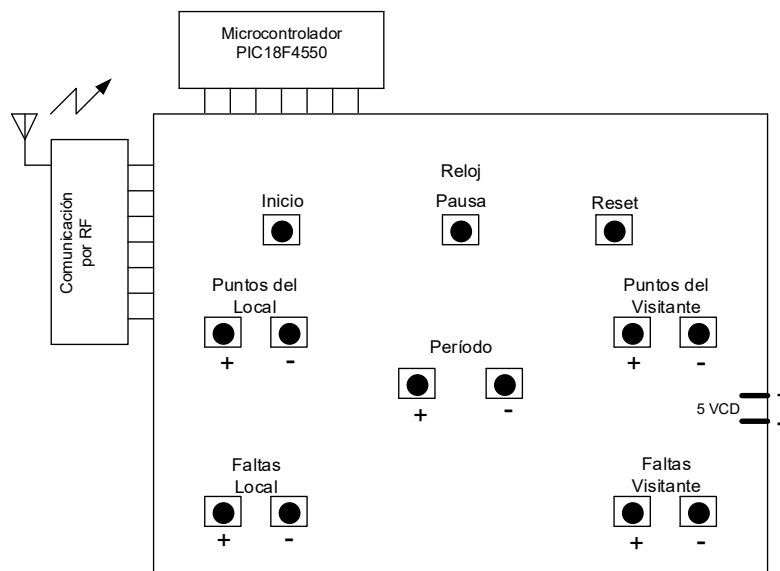 Microcontrolador
PIC18F4550
Comunicación
por RF
Reloj
Inicio
Pausa
Reset
Puntos del
Local
+ -
Puntos del
Visitante
+ -
Período
+ -
5 VCD
Faltas
Local
+ -
Faltas
Visitante
+ -